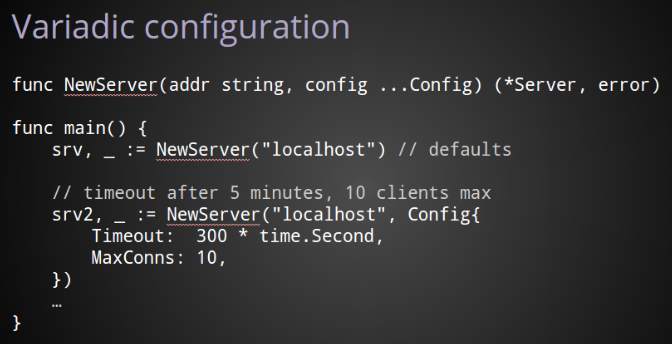 Variadic configuration
func NewServer(addr string, config ...Config) (*Server, error)
func main() {
    srv, _ := NewServer("localhost") // defaults
    // timeout after 5 minutes, 10 clients max
    srv2, _ := NewServer("localhost", Config{
        Timeout:  300 * time.Second,
        MaxConns: 10,
    })
    …
}